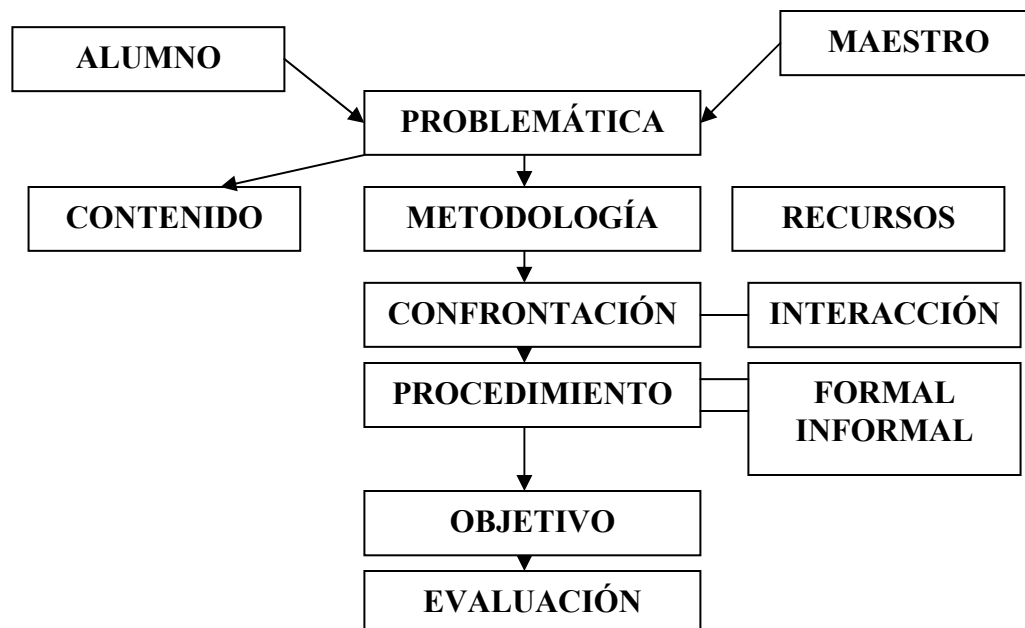 ALUMNO
MAESTRO
PROBLEMÁTICA
CONTENIDO
METODOLOGÍA
RECURSOS
CONFRONTACIÓN
INTERACCIÓN
PROCEDIMIENTO
FORMAL
INFORMAL
OBJETIVO
EVALUACIÓN